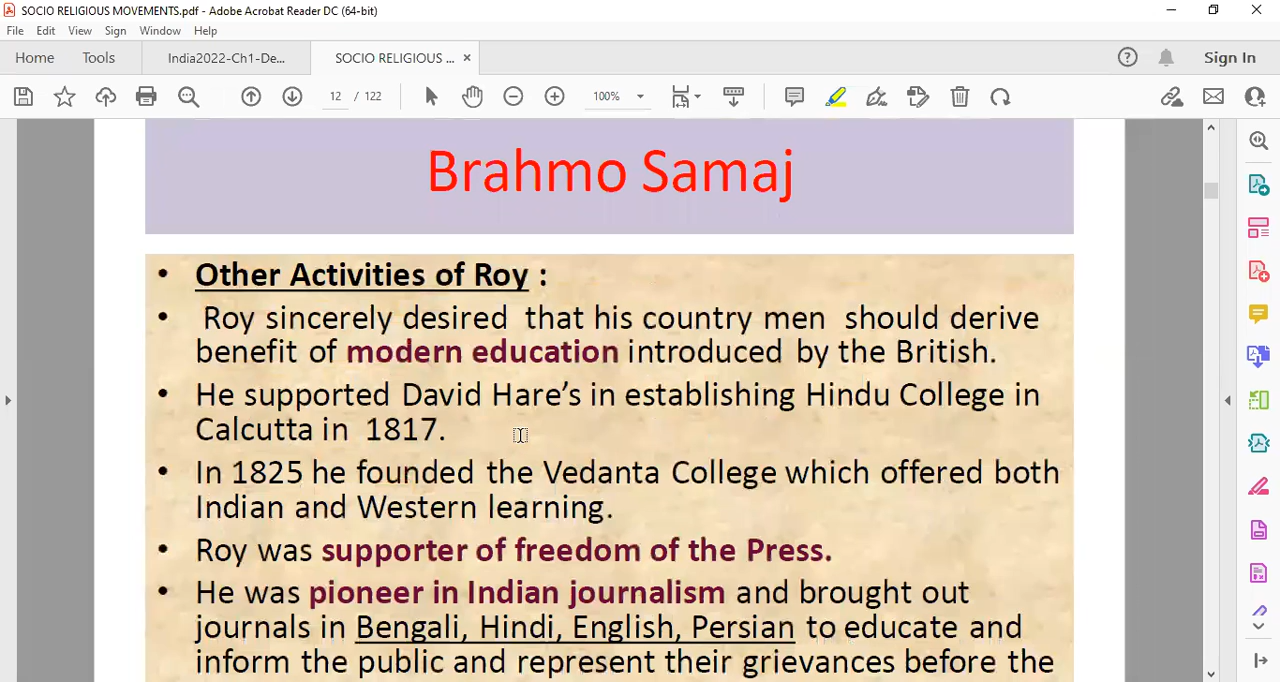 SOCIO RELIGIOUS MOVEMENTS.pdf - Adobe Acrobat Reader DC (64-bit)
File Edit View Sign Window Help
Home Tools India2022-Ch1-De... SOCIO RELIGIOUS ... × Sign In
12 / 122 100%
Brahmo Samaj
• Other Activities of Roy :
• Roy sincerely desired that his country men should derive
benefit of modern education introduced by the British.
• He supported David Hare’s in establishing Hindu College in
Calcutta in 1817.
• In 1825 he founded the Vedanta College which offered both
Indian and Western learning.
• Roy was supporter of freedom of the Press.
• He was pioneer in Indian journalism and brought out
journals in Bengali, Hindi, English, Persian to educate and
inform the public and represent their grievances before the